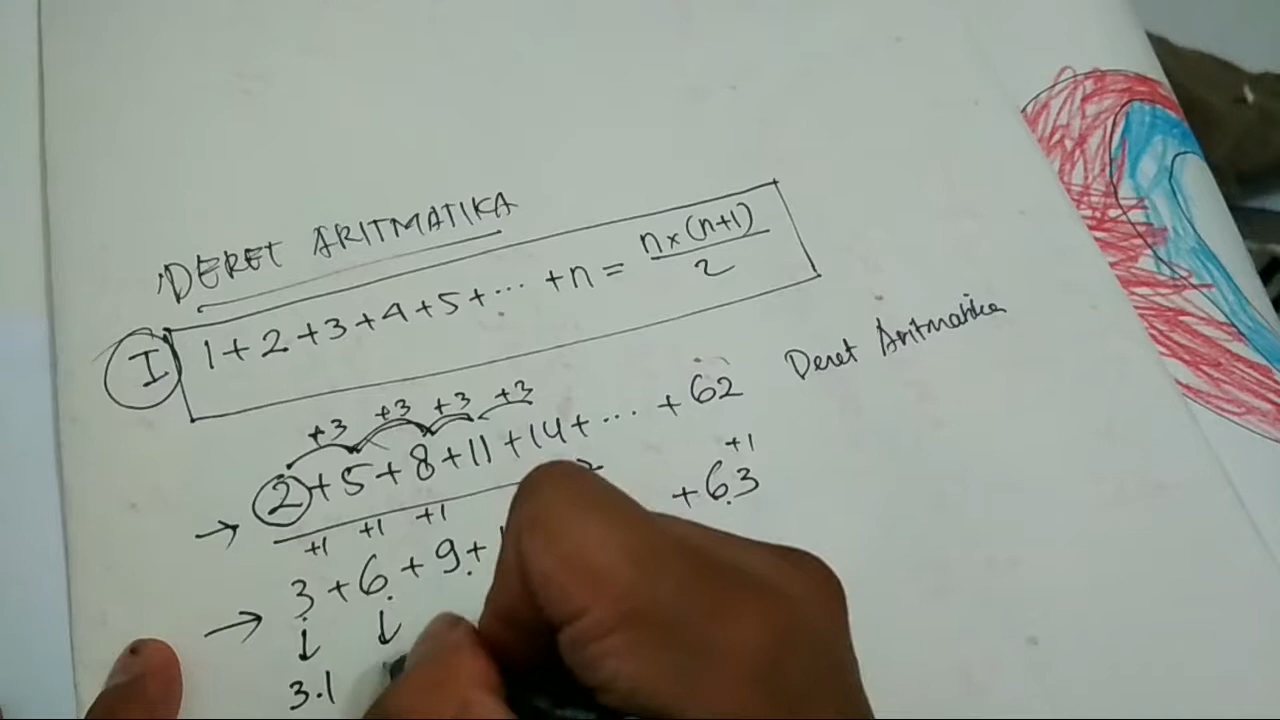 DERET ARITMATIKA
I 1+2+3+4+5+... +n = n×(n+1)/2
+3 +3 +3 +3
2+5+8+11+14+... +62 Deret Aritmatika
+1 +1 +1 +1
3+6+9+ +63
↓ ↓
3.1